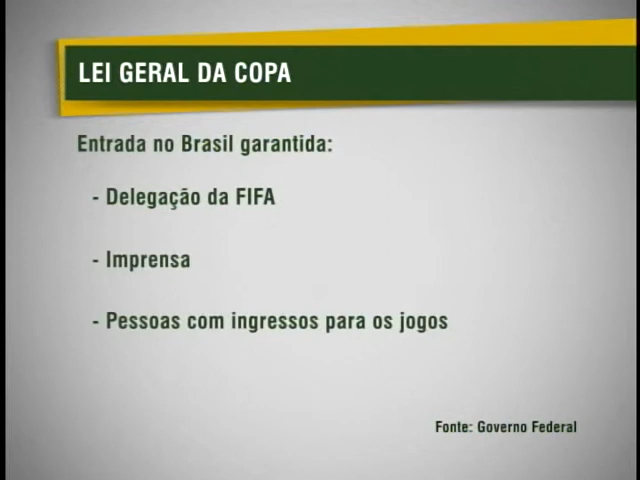 LEI GERAL DA COPA
Entrada no Brasil garantida:
- Delegação da FIFA
- Imprensa
- Pessoas com ingressos para os jogos
Fonte: Governo Federal